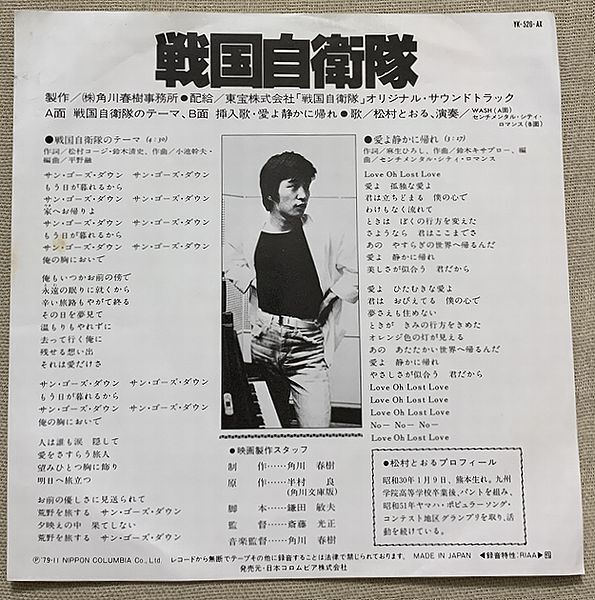 YK-526-AX
戦国自衛隊
製作／㈱角川春樹事務所●配給／東宝株式会社「戦国自衛隊」オリジナル・サウンドトラック
A面 戦国自衛隊のテーマ、B面 挿入歌・愛よ静かに帰れ●歌／松村とおる、演奏／WASH（A面）
センチメンタル・シティ・
ロマンス（B面）
●戦国自衛隊のテーマ（4:30）
作詞／松村コージ・鈴木清史、作曲／小池幹夫・
編曲／平野融
サン・ゴーズ・ダウン サン・ゴーズ・ダウン
もう日が暮れるから
サン・ゴーズ・ダウン サン・ゴーズ・ダウン
家へお帰りよ
サン・ゴーズ・ダウン サン・ゴーズ・ダウン
もう日が暮れるから
サン・ゴーズ・ダウン サン・ゴーズ・ダウン
俺の胸においで
俺もいつかお前の傍で
永遠の眠りに就くから
辛い旅路もやがて終る
その日を夢見て
温もりもやれずに
去って行く俺に
残せる想い出
それは愛だけさ
サン・ゴーズ・ダウン サン・ゴーズ・ダウン
もう日が暮れるから
サン・ゴーズ・ダウン サン・ゴーズ・ダウン
俺の胸においで
人は誰も涙 隠して
愛をさすらう旅人
望みひとつ胸に飾り
明日へ旅立つ
お前の優しさに見送られて
荒野を旅する サン・ゴーズ・ダウン
夕映えの中 果てしない
荒野を旅する サン・ゴーズ・ダウン
●愛よ静かに帰れ（3:27）
作詞／麻生ひろし、作曲／鈴木キサブロー、編
曲／センチメンタル・シティ・ロマンス
Love Oh Lost Love
愛よ 孤独な愛よ
君は立ちどまる 僕の心で
わけもなく流れて
ときは ぼくの行方を変えた
さようなら 君はここまでさ
あの やすらぎの世界へ帰るんだ
愛よ 静かに帰れ
美しさが似合う 君だから
愛よ ひたむきな愛よ
君は おびえてる 僕の心で
夢さえも住めない
ときが きみの行方をきめた
オレンジ色の灯が見える
あの あたたかい世界へ帰るんだ
愛よ 静かに帰れ
やさしさが似合う 君だから
Love Oh Lost Love
Love Oh Lost Love
Love Oh Lost Love
No− No− No−
Love Oh Lost Love
●映画製作スタッフ
制 作……角川 春樹
原 作……半村 良
（角川文庫版）
脚 本……鎌田 敏夫
監 督……斎藤 光正
音楽監督……角川 春樹
●松村とおるプロフィール
昭和30年1月9日、熊本生れ。九州
学院高等学校卒業後、バンドを組み、
昭和51年ヤマハ・ポピュラーソング・
コンテスト地区グランプリを取り、活
動を続けている。
Ⓟ'79・11 NIPPON COLUMBIA Co., Ltd. レコードから無断でテープその他に録音することは法律で禁じられております。 MADE IN JAPAN ◀録音特性：RIAA▶
発売元・日本コロムビア株式会社